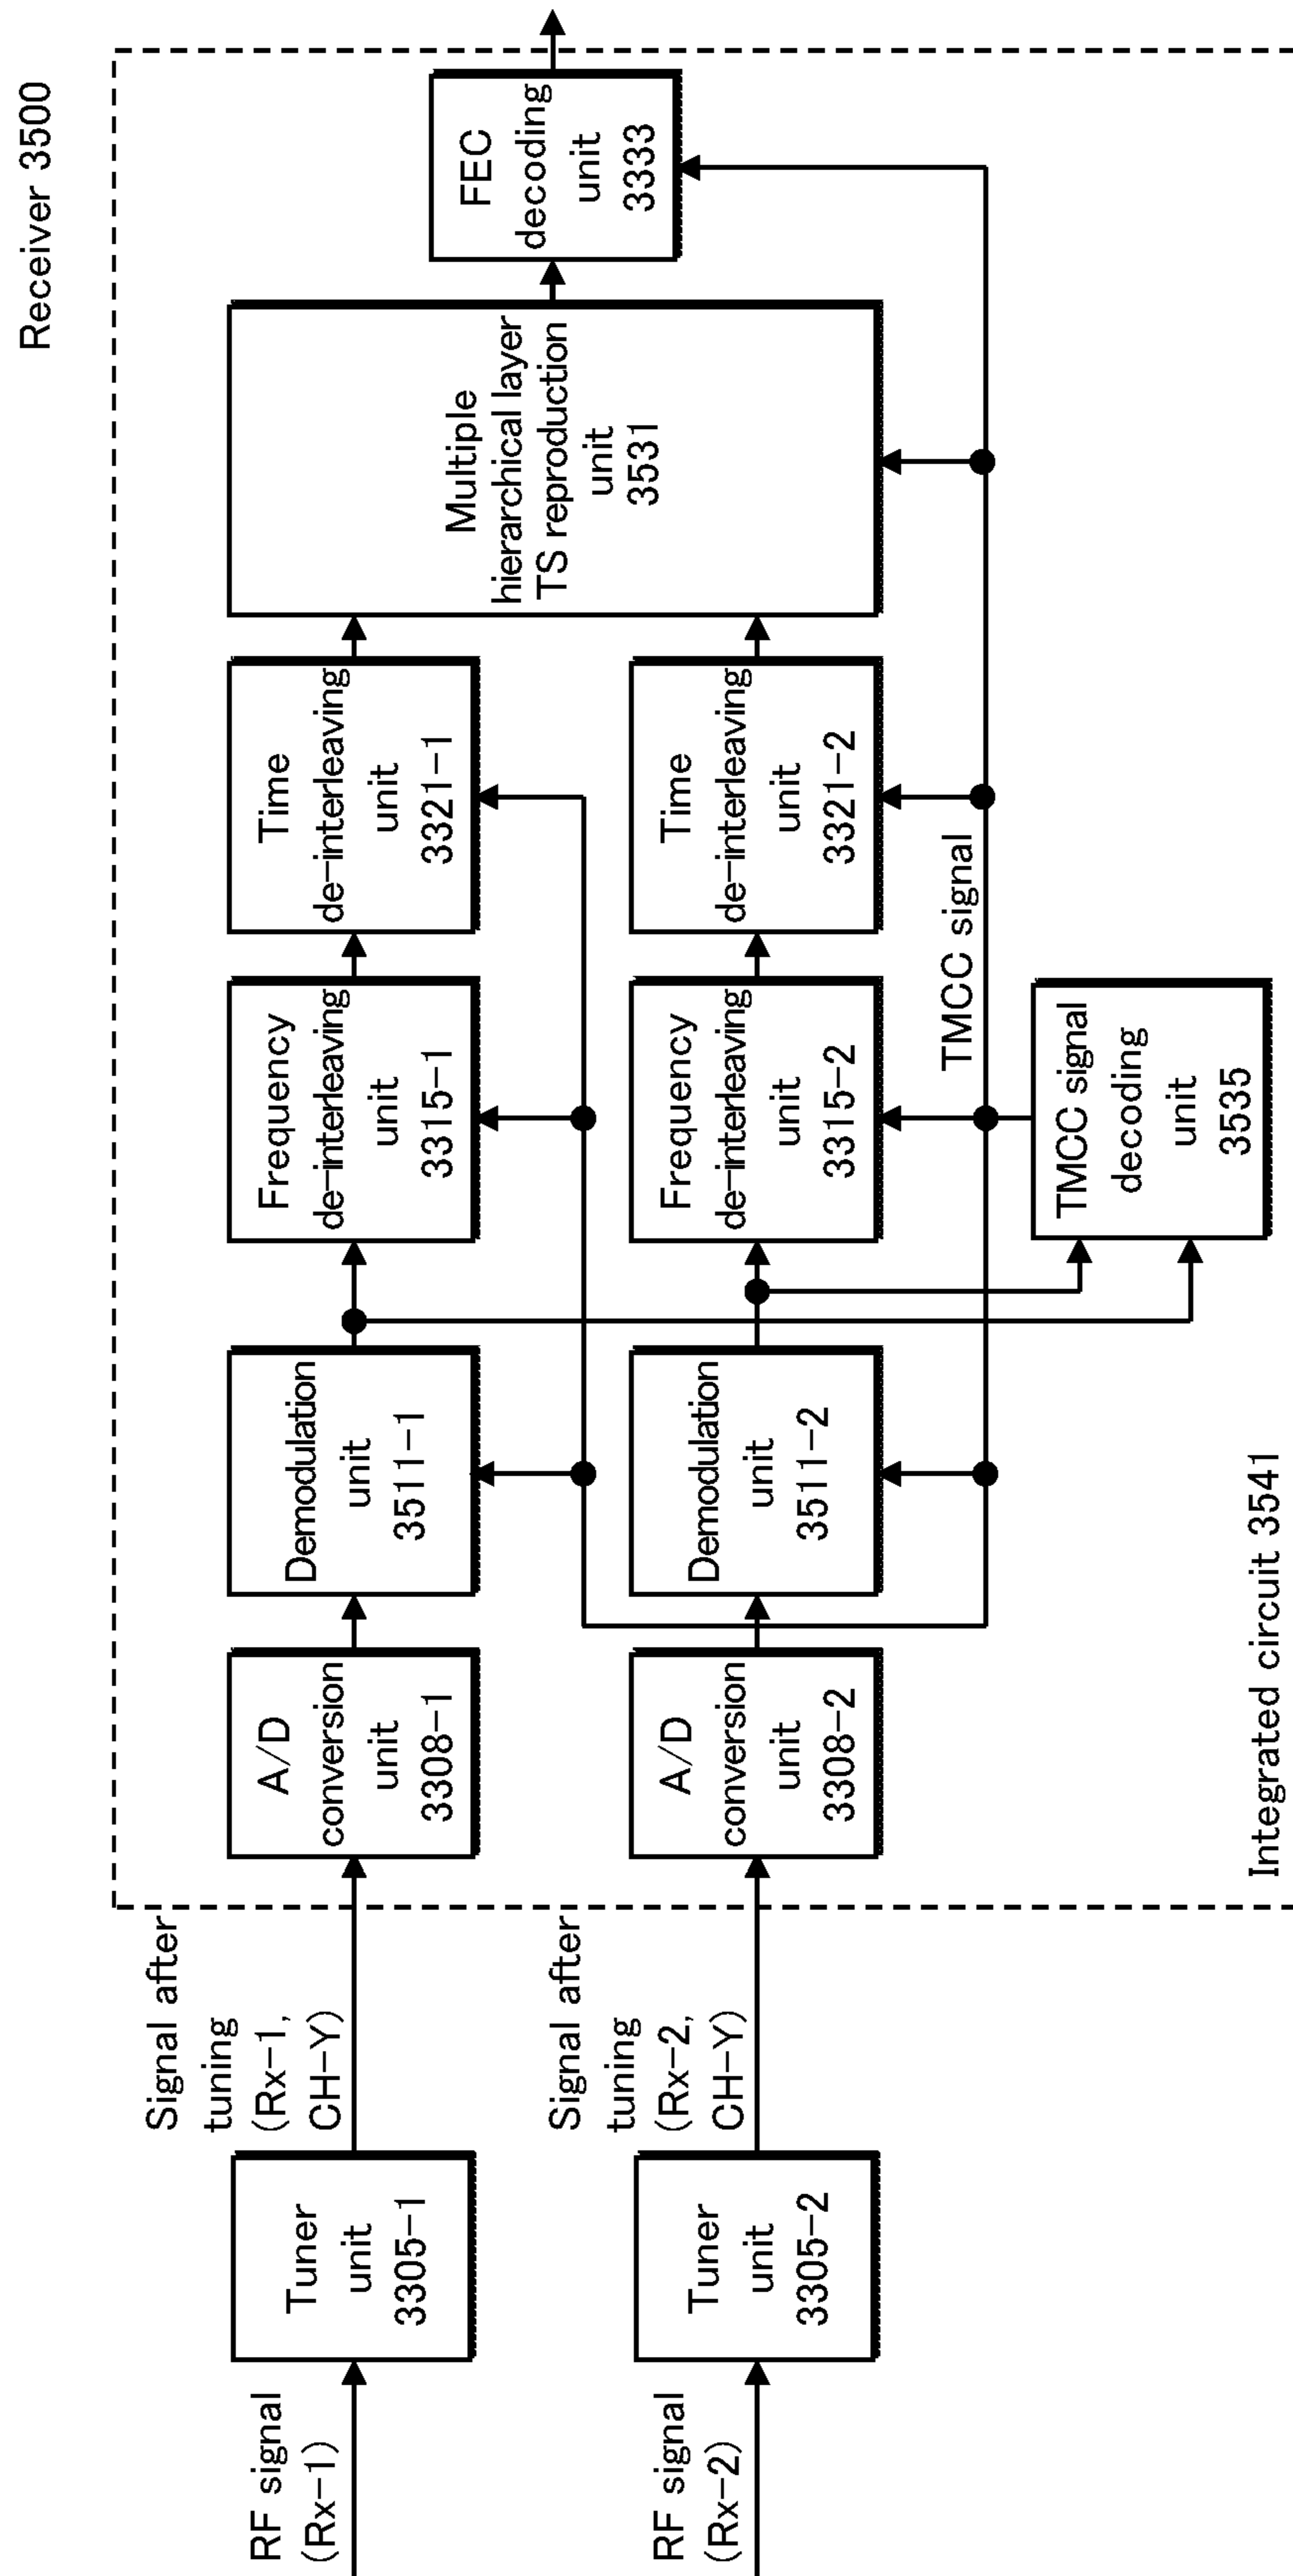 Receiver 3500
RF signal
(Rx-1)
Tuner
unit
3305-1
Signal after
tuning
(Rx-1,
CH-Y)
A/D
conversion
unit
3308-1
Demodulation
unit
3511-1
Frequency
de-interleaving
unit
3315-1
Time
de-interleaving
unit
3321-1
Multiple
hierarchical layer
TS reproduction
unit
3531
FEC
decoding
unit
3333
RF signal
(Rx-2)
Tuner
unit
3305-2
Signal after
tuning
(Rx-2,
CH-Y)
A/D
conversion
unit
3308-2
Demodulation
unit
3511-2
Frequency
de-interleaving
unit
3315-2
Time
de-interleaving
unit
3321-2
TMCC signal
TMCC signal
decoding
unit
3535
Integrated circuit 3541